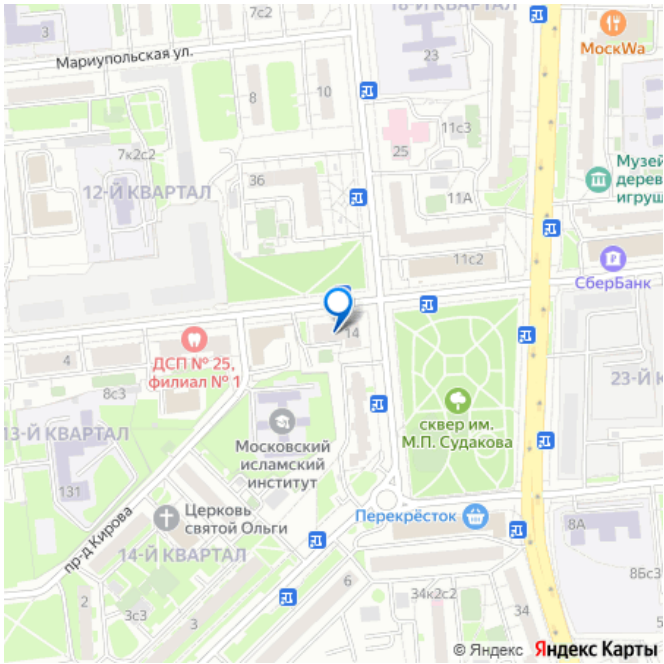 3
7с2
18-Й КВАРТАЛ
МоскWа
Мариупольская ул.
23
8
10
11с3
25
7к2с2
36
12-Й КВАРТАЛ
11А
Музей
дерев
игруш
11с2
СберБанк
14
4
ДСП № 25,
филиал № 1
8с3
23-Й К
сквер им.
М.П. Судакова
13-Й КВАРТАЛ
Московский
исламский
институт
131
Церковь
святой Ольги
Перекрёсток
8А
пр-д Кирова
14-Й КВАРТАЛ
8Бс3
6
2
3с3
34к2с2
34
5
© Яндекс Яндекс Карты